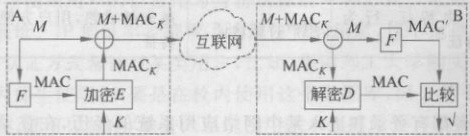 A
M
M+MAC_K
互联网
M+MAC_K
M
F
MAC'
B
MAC_K
MAC_K
F
MAC
加密E
解密D
MAC
比较
K
K